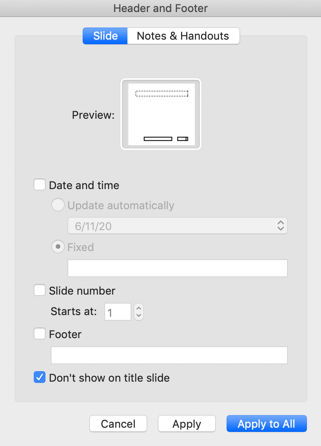 Header and Footer
Slide Notes & Handouts
Preview:
Date and time
Update automatically
6/11/20
Fixed
Slide number
Starts at: 1
Footer
Don't show on title slide
Cancel Apply Apply to All